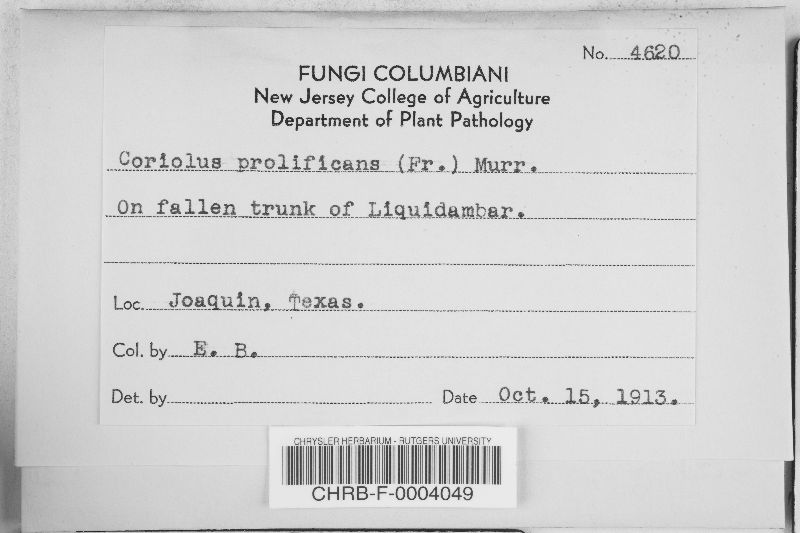 No. 4620
FUNGI COLUMBIANI
New Jersey College of Agriculture
Department of Plant Pathology
Coriolus prolificans (Fr.) Murr.
On fallen trunk of Liquidambar.
Loc. Joaquin, Texas.
Col. by E. B.
Det. by Date Oct. 15, 1913.
CHRYSLER HERBARIUM - RUTGERS UNIVERSITY
CHRB-F-0004049